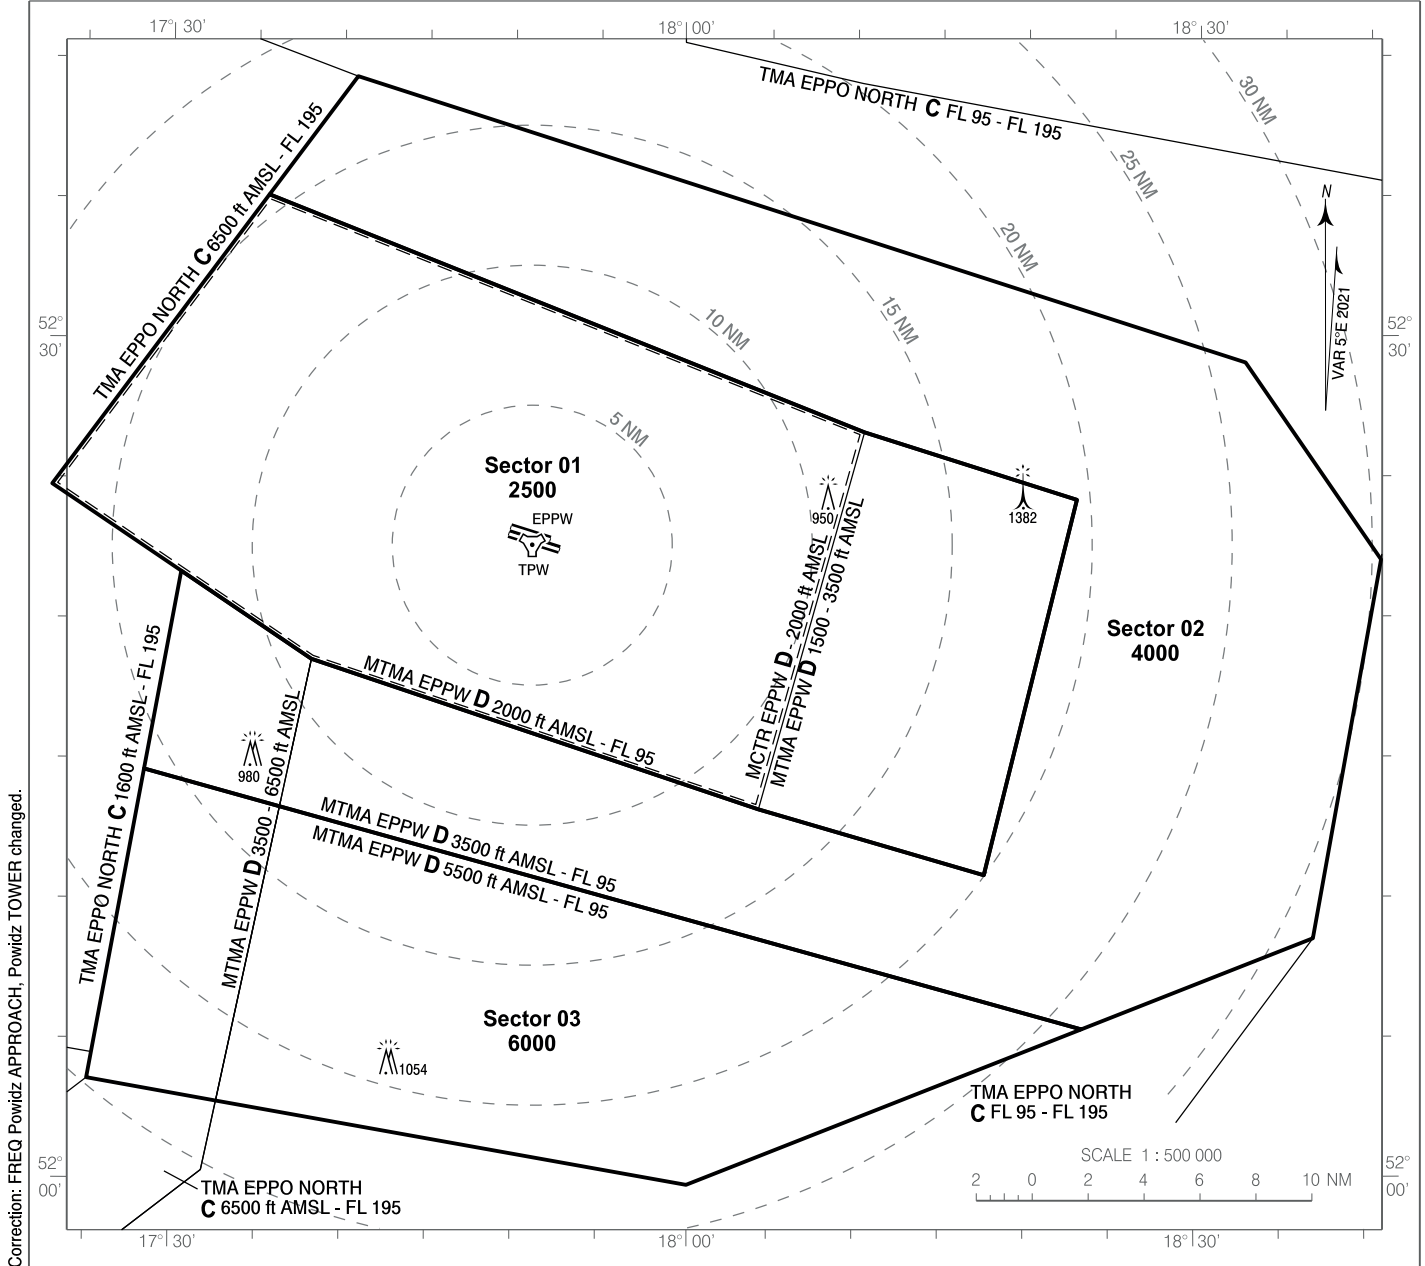 17° 30'
18° 00'
18° 30'
TMA EPPO NORTH C FL 95 - FL 195
30 NM
25 NM
20 NM
15 NM
10 NM
5 NM
N
VAR 5°E 2021
TMA EPPO NORTH C 6500 ft AMSL - FL 195
52°
30'
52°
30'
Sector 01
2500
EPPW
TPW
950
1382
MCTR EPPW D - 2000 ft AMSL
MTMA EPPW D 1500 - 3500 ft AMSL
Sector 02
4000
MTMA EPPW D 2000 ft AMSL - FL 95
TMA EPPO NORTH C 1600 ft AMSL - FL 195
980
MTMA EPPW D 3500 - 6500 ft AMSL
MTMA EPPW D 3500 ft AMSL - FL 95
MTMA EPPW D 5500 ft AMSL - FL 95
Sector 03
6000
1054
TMA EPPO NORTH
C FL 95 - FL 195
SCALE 1 : 500 000
2 0 2 4 6 8 10 NM
52°
00'
52°
00'
TMA EPPO NORTH
C 6500 ft AMSL - FL 195
17° 30'
18° 00'
18° 30'
Correction: FREQ Powidz APPROACH, Powidz TOWER changed.